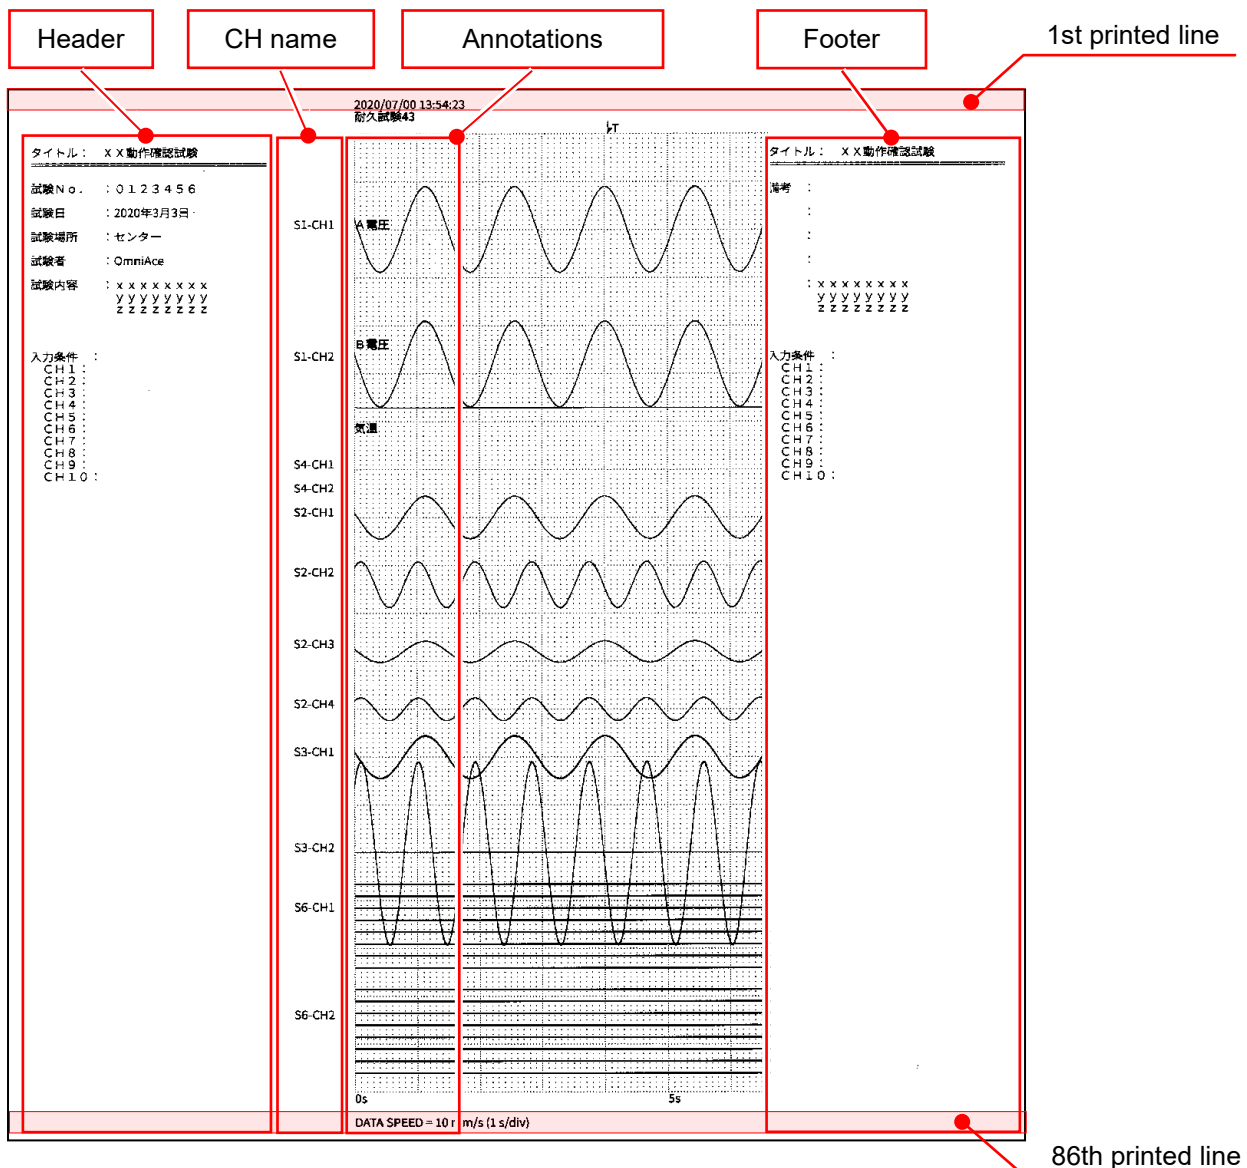 Header
CH name
Annotations
Footer
1st printed line
2020/07/00 13:54:23
耐久試験43
T
タイトル： ＸＸ動作確認試験
試験Ｎｏ． ：０１２３４５６
試験日 ：2020年3月3日
試験場所 ：センター
試験者 ：OmniAce
試験内容 ：ｘｘｘｘｘｘｘｘ
ｙｙｙｙｙｙｙｙ
ｚｚｚｚｚｚｚｚ
入力条件 ：
ＣＨ１：
ＣＨ２：
ＣＨ３：
ＣＨ４：
ＣＨ５：
ＣＨ６：
ＣＨ７：
ＣＨ８：
ＣＨ９：
ＣＨ１０：
S1-CH1
S1-CH2
S4-CH1
S4-CH2
S2-CH1
S2-CH2
S2-CH3
S2-CH4
S3-CH1
S3-CH2
S6-CH1
S6-CH2
Ａ電圧
Ｂ電圧
気温
0s
5s
DATA SPEED = 10 mm/s (1 s/div)
タイトル： ＸＸ動作確認試験
備考 ：
：
：
：
：ｘｘｘｘｘｘｘｘ
ｙｙｙｙｙｙｙｙ
ｚｚｚｚｚｚｚｚ
入力条件 ：
ＣＨ１：
ＣＨ２：
ＣＨ３：
ＣＨ４：
ＣＨ５：
ＣＨ６：
ＣＨ７：
ＣＨ８：
ＣＨ９：
ＣＨ１０：
86th printed line